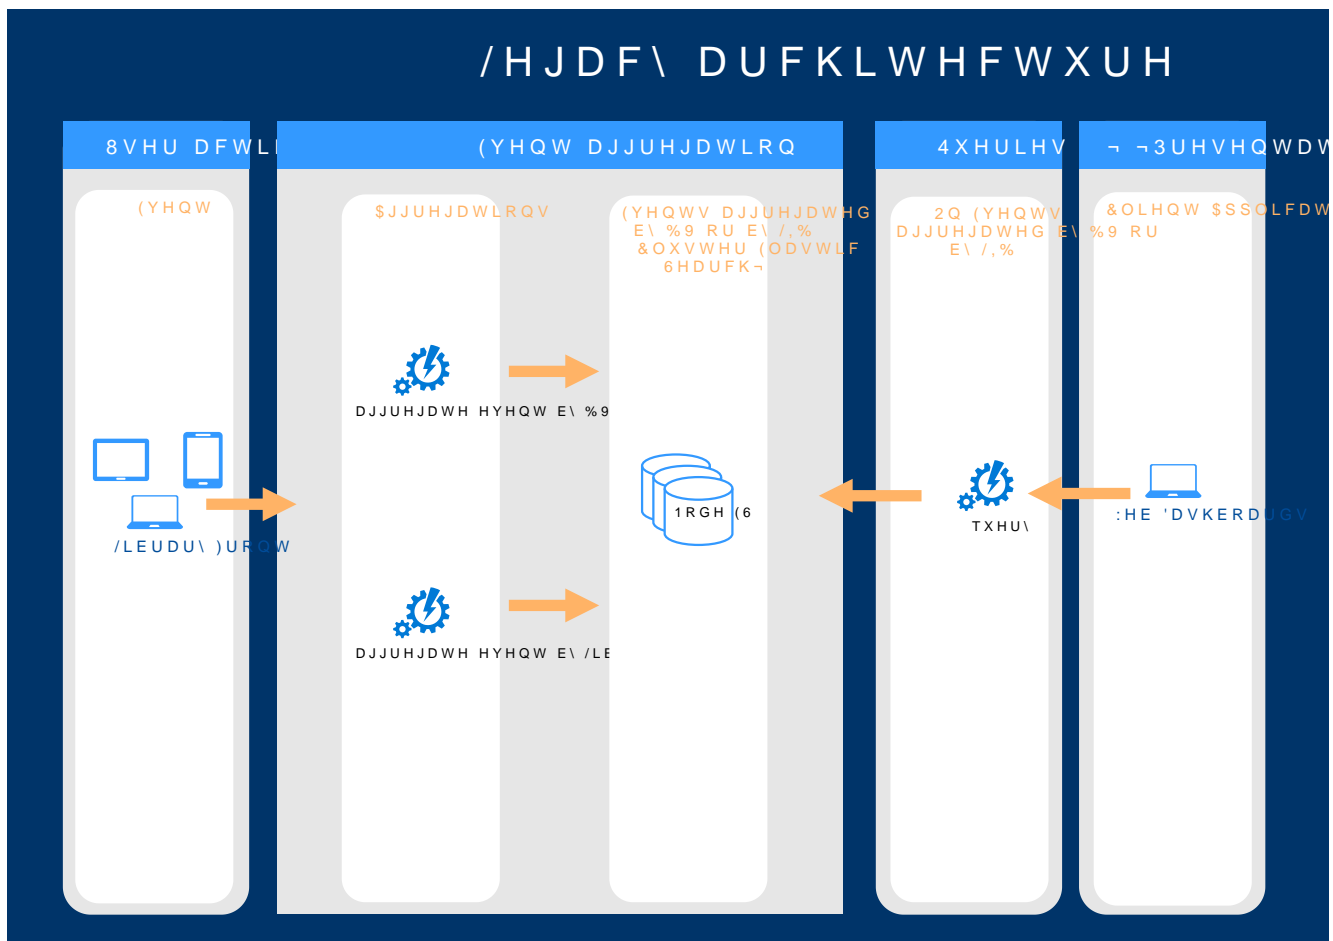 /HJDF\ DUFKLWHFWXUH
8VHU DFWL
(YHQW DJJUHJDWLRQ
4XHULHV
¬ ¬3UHVHQWDW
(YHQW
$JJUHJDWLRQV
(YHQWV DJJUHJDWHG
E\ %9 RU E\ /,%
&OXVWHU (ODVWLF
6HDUFK¬
2Q (YHQWV
DJJUHJDWHG E\ %9 RU
E\ /,%
&OLHQW $SSOLFDW
DJJUHJDWH HYHQW E\ %9
/LEUDU\ )URQW
1RGH (6
TXHU\
:HE 'DVKERDUGV
DJJUHJDWH HYHQW E\ /LE